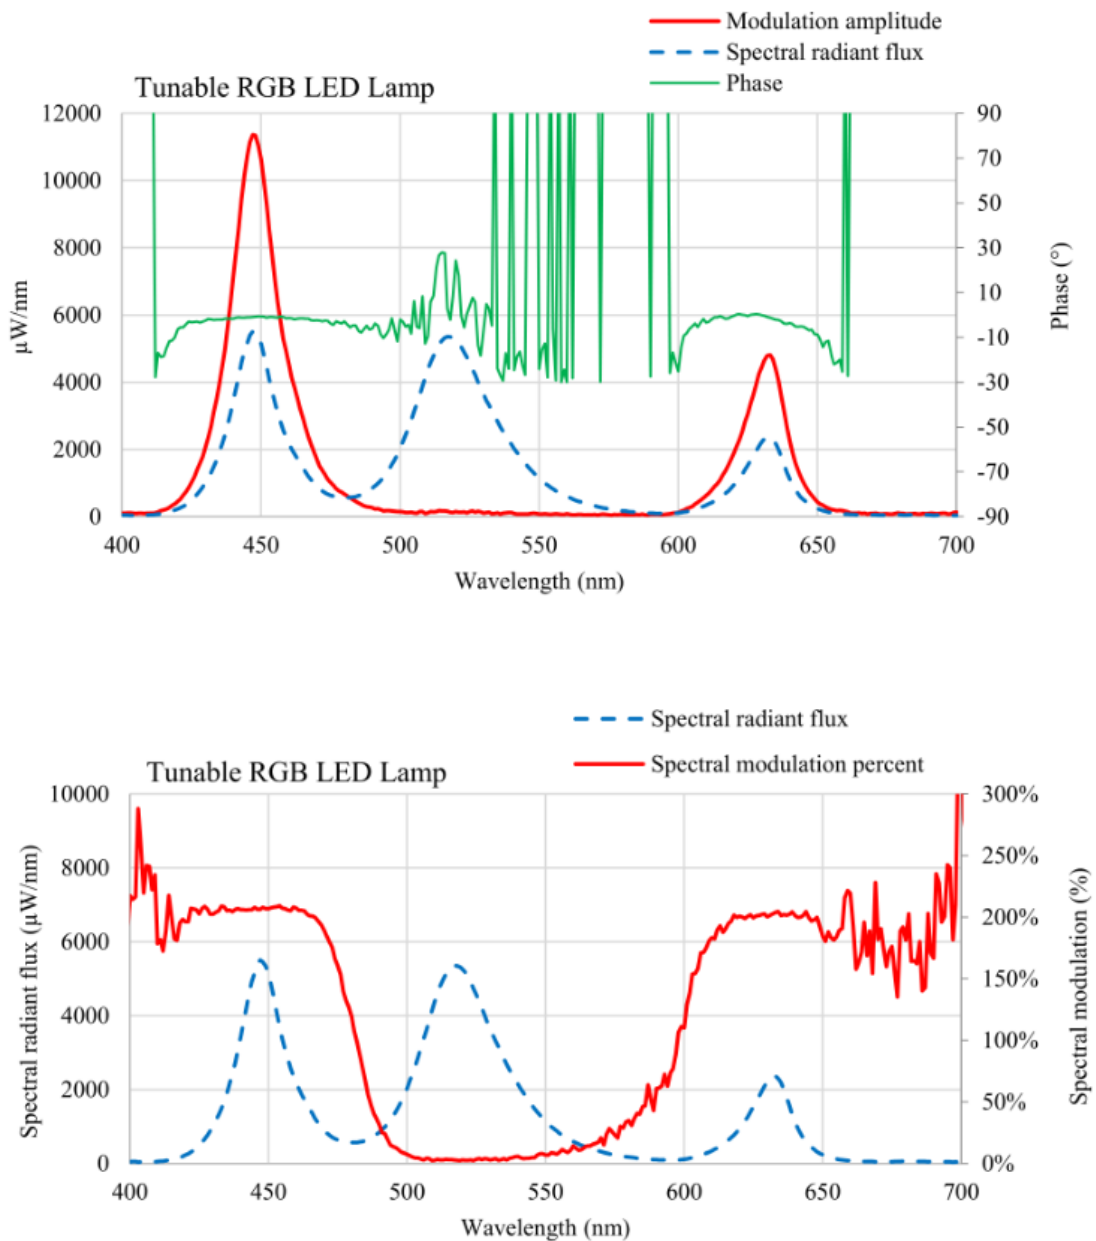 Modulation amplitude
Spectral radiant flux
Phase
Tunable RGB LED Lamp
12000
10000
8000
6000
4000
2000
0
µW/nm
90
70
50
30
10
-10
-30
-50
-70
-90
Phase (°)
400 450 500 550 600 650 700
Wavelength (nm)
Spectral radiant flux
Spectral modulation percent
Tunable RGB LED Lamp
10000
8000
6000
4000
2000
0
Spectral radiant flux (µW/nm)
300%
250%
200%
150%
100%
50%
0%
Spectral modulation (%)
400 450 500 550 600 650 700
Wavelength (nm)